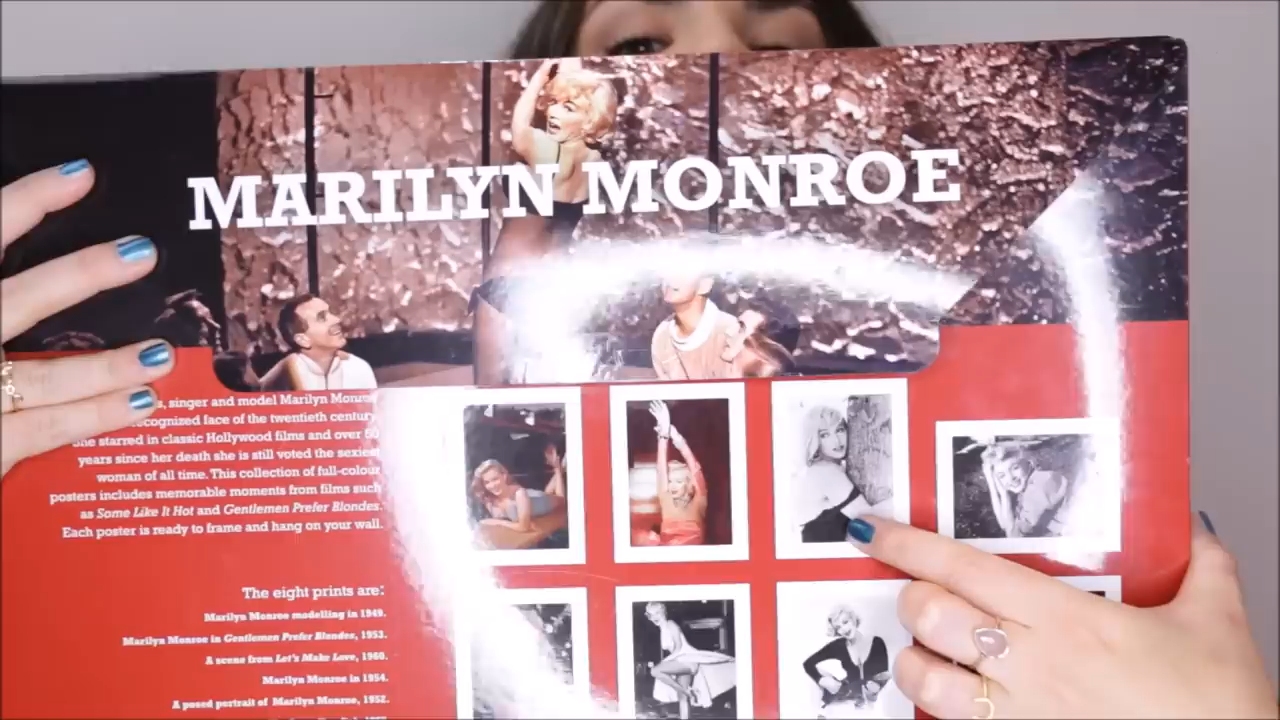 MARILYN MONROE
singer and model Marilyn Monroe
recognized face of the twentieth century
she starred in classic Hollywood films and over 50
years since her death she is still voted the sexiest
woman of all time. This collection of full-colour
posters includes memorable moments from films such
as Some Like It Hot and Gentlemen Prefer Blondes.
Each poster is ready to frame and hang on your wall.
The eight prints are:
Marilyn Monroe modelling in 1949.
Marilyn Monroe in Gentlemen Prefer Blondes, 1953.
A scene from Let's Make Love, 1960.
Marilyn Monroe in 1954.
A posed portrait of Marilyn Monroe, 1952.